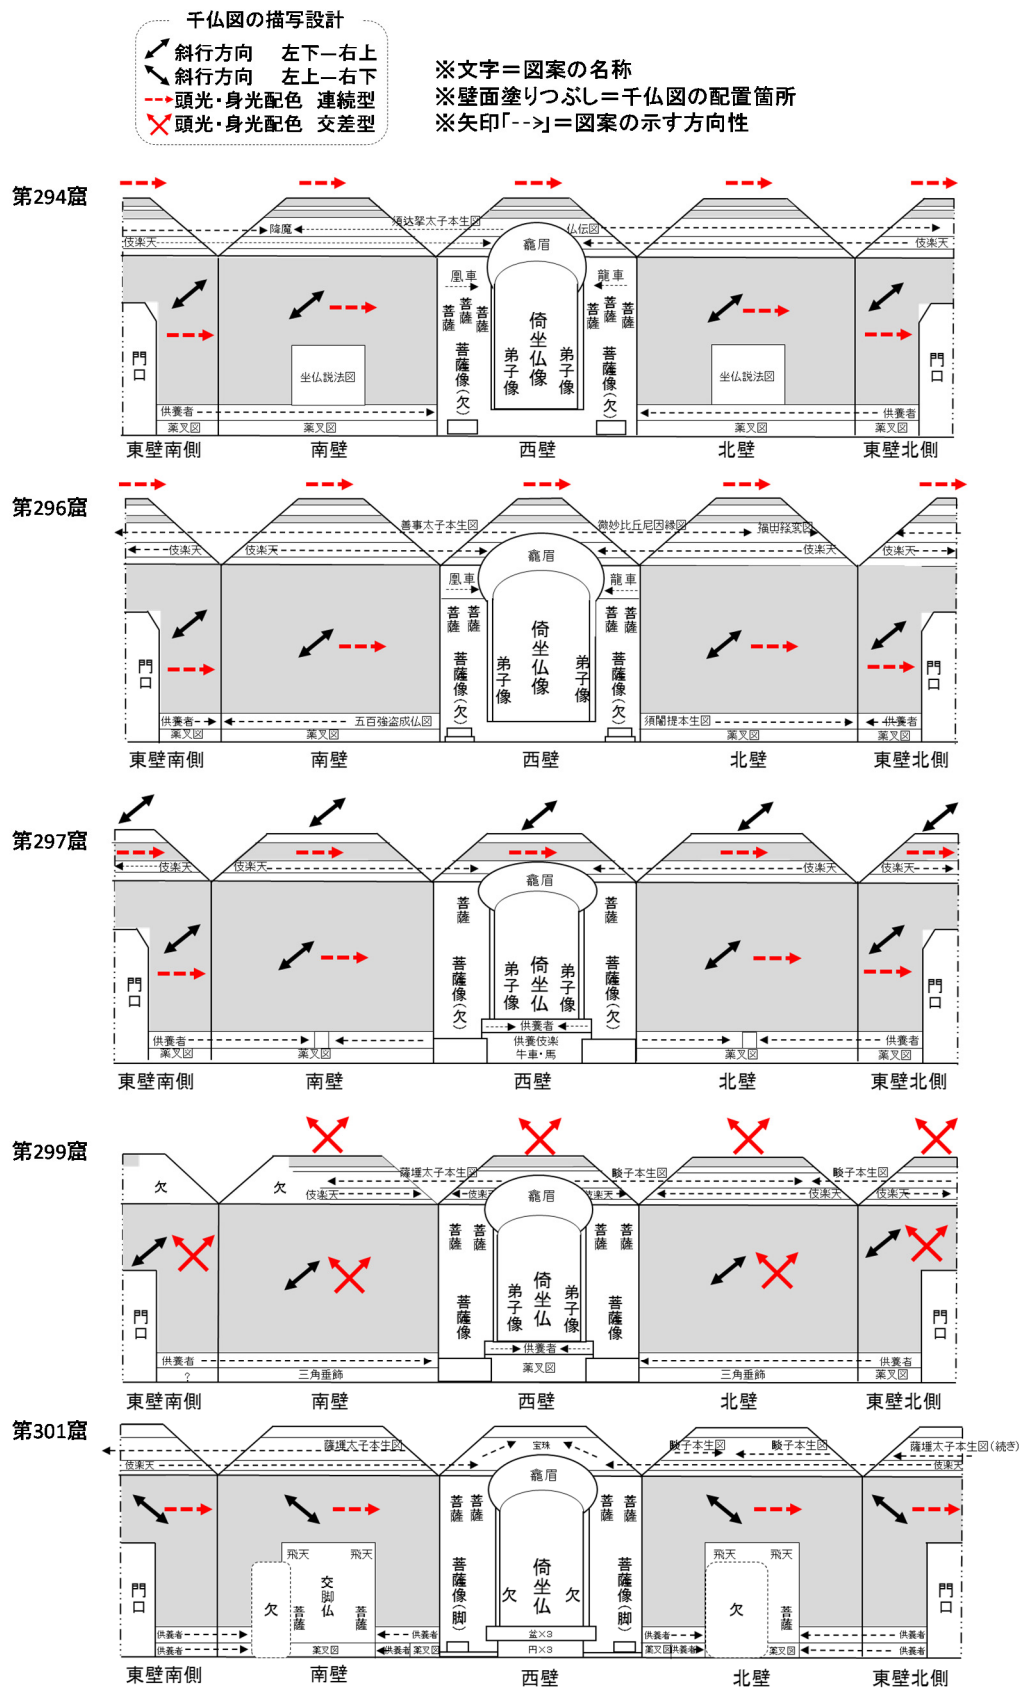 千仏図の描写設計
斜行方向 左下―右上
斜行方向 左上―右下
頭光・身光配色 連続型
頭光・身光配色 交差型
※文字＝図案の名称
※壁面塗りつぶし＝千仏図の配置箇所
※矢印「-->」＝図案の示す方向性
第294窟
降魔 須达拏太子本生図 仏伝図
伎楽天 伎楽天
龕眉
凰車 龍車
菩薩 菩薩 菩薩 菩薩 菩薩 菩薩
門口 菩薩像(欠) 弟子像 倚坐仏像 弟子像 菩薩像(欠) 門口
坐仏説法図 坐仏説法図
供養者 供養者
薬叉図 薬叉図 薬叉図 薬叉図
東壁南側 南壁 西壁 北壁 東壁北側
第296窟
善事太子本生図 微妙比丘尼因縁図 福田経変図
伎楽天 伎楽天 伎楽天 伎楽天
龕眉
凰車 龍車
菩薩 菩薩 菩薩 菩薩
門口 菩薩像(欠) 弟子像 倚坐仏像 弟子像 菩薩像(欠) 門口
供養者 五百強盗成仏図 須闍提本生図 供養者
薬叉図 薬叉図 薬叉図 薬叉図
東壁南側 南壁 西壁 北壁 東壁北側
第297窟
伎楽天 伎楽天 伎楽天 伎楽天
龕眉
菩薩 菩薩
門口 菩薩像(欠) 弟子像 倚坐仏 弟子像 菩薩像(欠) 門口
供養者 供養者 供養者
薬叉図 薬叉図 供養伎楽 薬叉図 薬叉図
牛車・馬
東壁南側 南壁 西壁 北壁 東壁北側
第299窟
欠 欠 薩埵太子本生図 睒子本生図 睒子本生図
伎楽天 伎楽天 伎楽天 伎楽天 伎楽天
龕眉
菩薩 菩薩 菩薩 菩薩
門口 菩薩像 弟子像 倚坐仏 弟子像 菩薩像 門口
供養者 供養者 供養者
? 三角垂飾 薬叉図 三角垂飾 薬叉図
東壁南側 南壁 西壁 北壁 東壁北側
第301窟
薩埵太子本生図 宝珠 睒子本生図 睒子本生図 薩埵太子本生図(続き)
伎楽天 伎楽天
龕眉
菩薩 菩薩 菩薩 菩薩
飛天 飛天 飛天 飛天
門口 欠 菩薩 交脚仏 菩薩 菩薩像(脚) 欠 倚坐仏 欠 菩薩像(脚) 欠 菩薩 門口
供養者 供養者 盆×3 供養者 供養者
供養者 薬叉図 供養者 薬叉図 円×3 薬叉図 供養者 薬叉図 供養者
東壁南側 南壁 西壁 北壁 東壁北側